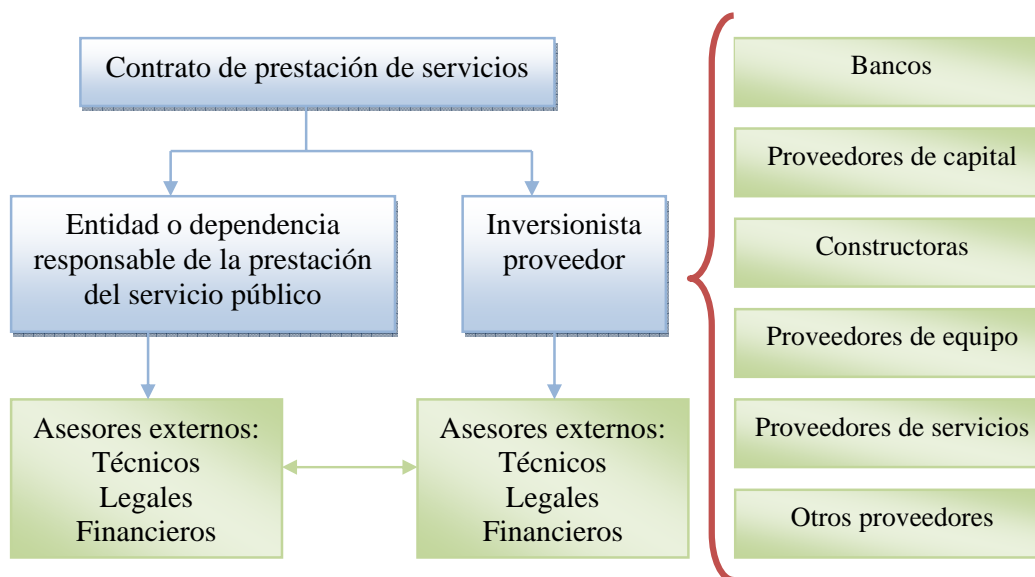 Contrato de prestación de servicios
Entidad o dependencia
responsable de la prestación
del servicio público
Inversionista
proveedor
Asesores externos:
Técnicos
Legales
Financieros
Asesores externos:
Técnicos
Legales
Financieros
Bancos
Proveedores de capital
Constructoras
Proveedores de equipo
Proveedores de servicios
Otros proveedores